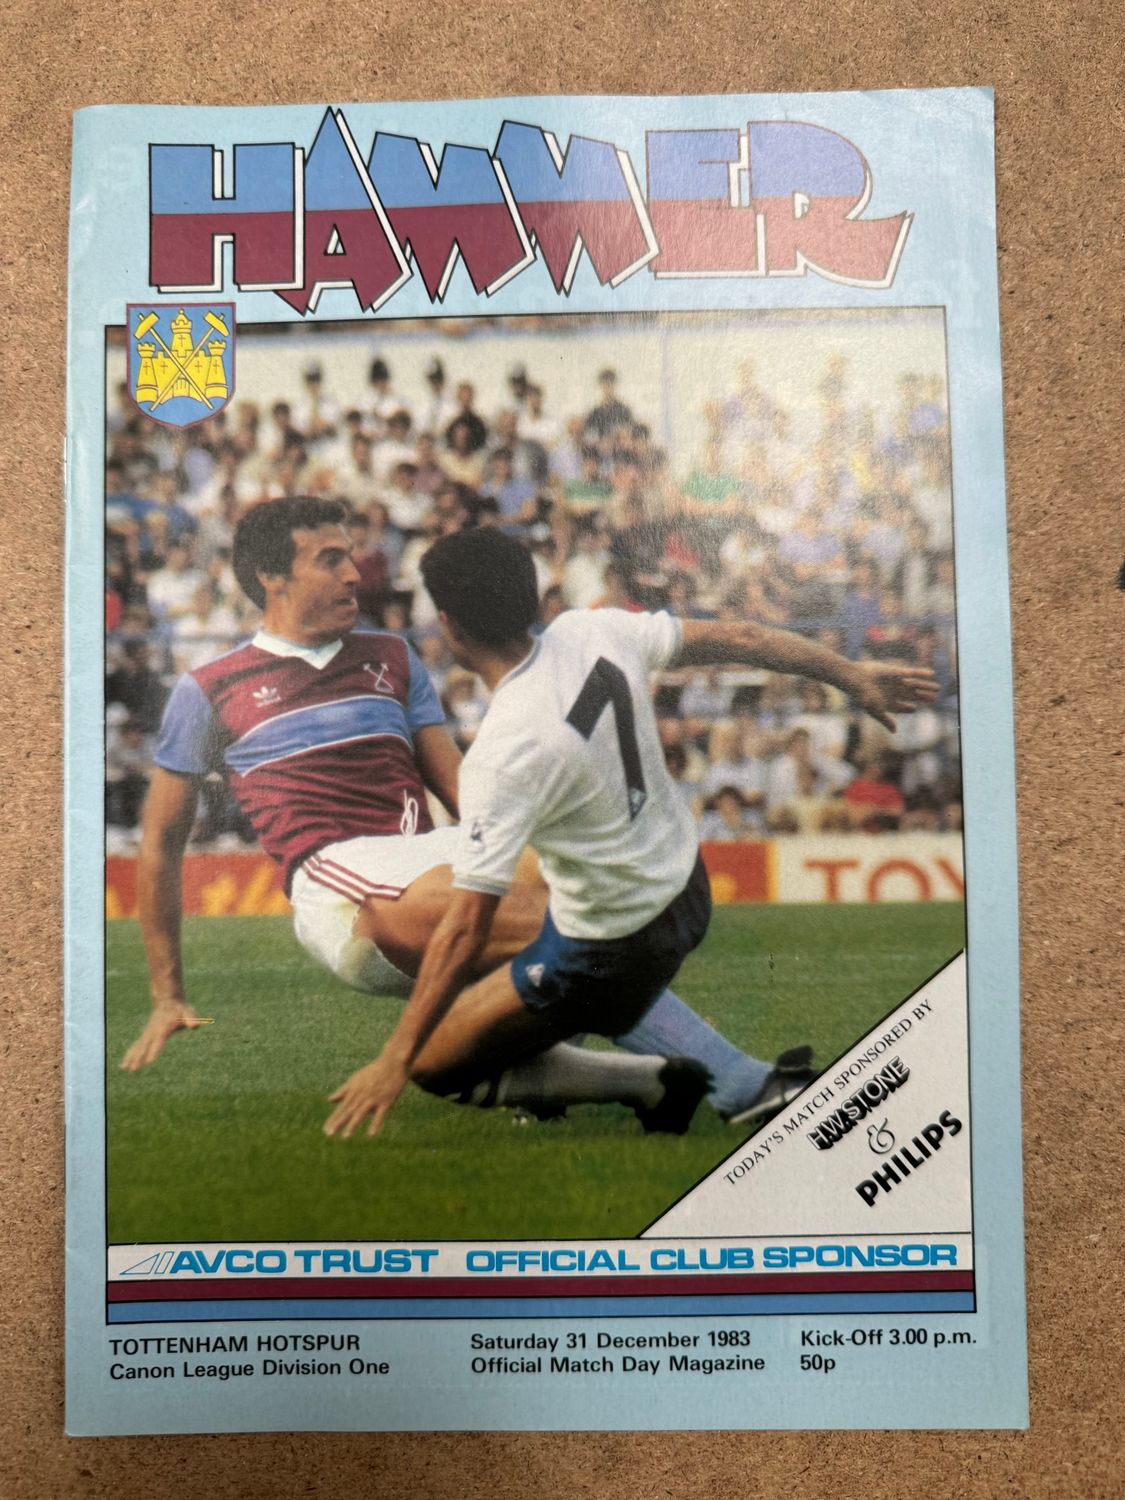 HAMMER
7
TOY
TODAY'S MATCH SPONSORED BY
&
PHILIPS
AVCO TRUST OFFICIAL CLUB SPONSOR
TOTTENHAM HOTSPUR
Canon League Division One
Saturday 31 December 1983
Official Match Day Magazine
Kick-Off 3.00 p.m.
50p